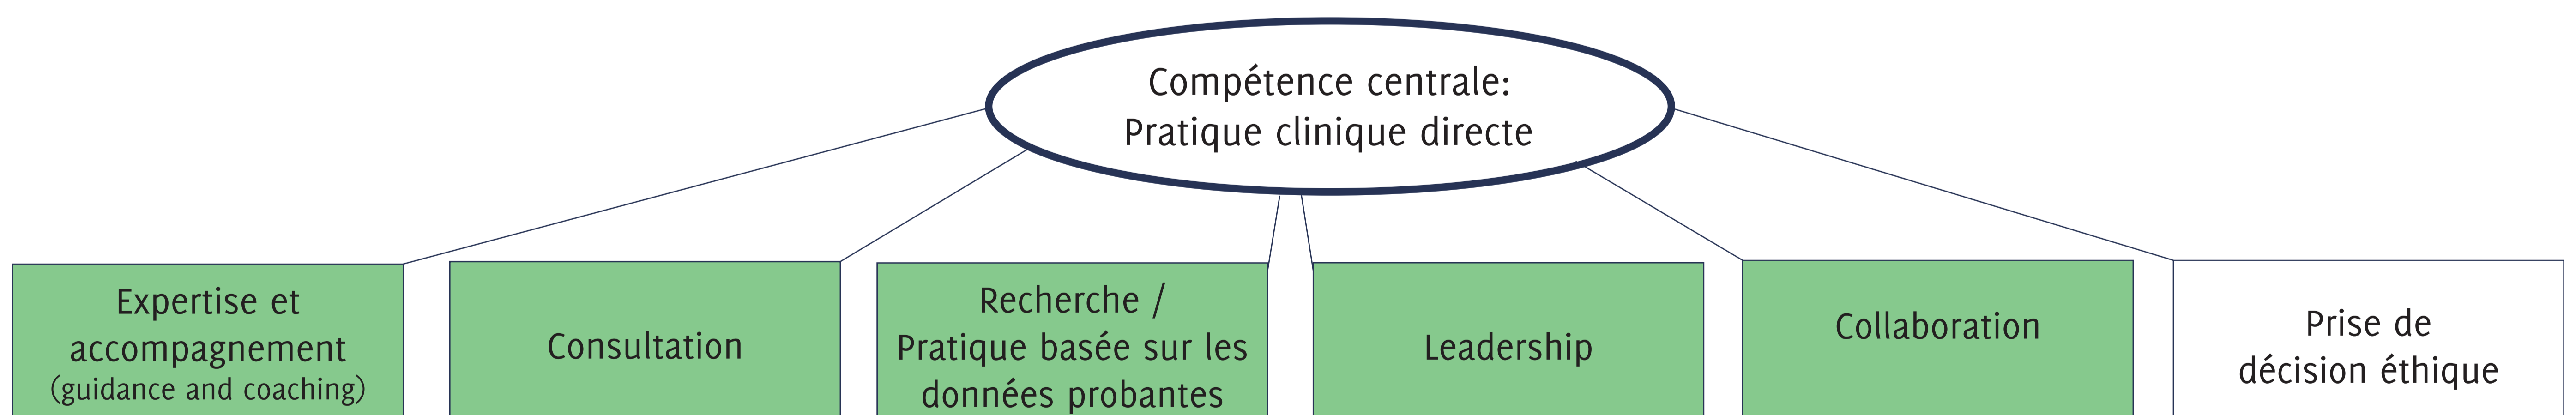 Compétence centrale:
Pratique clinique directe
Expertise et
accompagnement
(guidance and coaching)
Consultation
Recherche /
Pratique basée sur les
données probantes
Leadership
Collaboration
Prise de
décision éthique